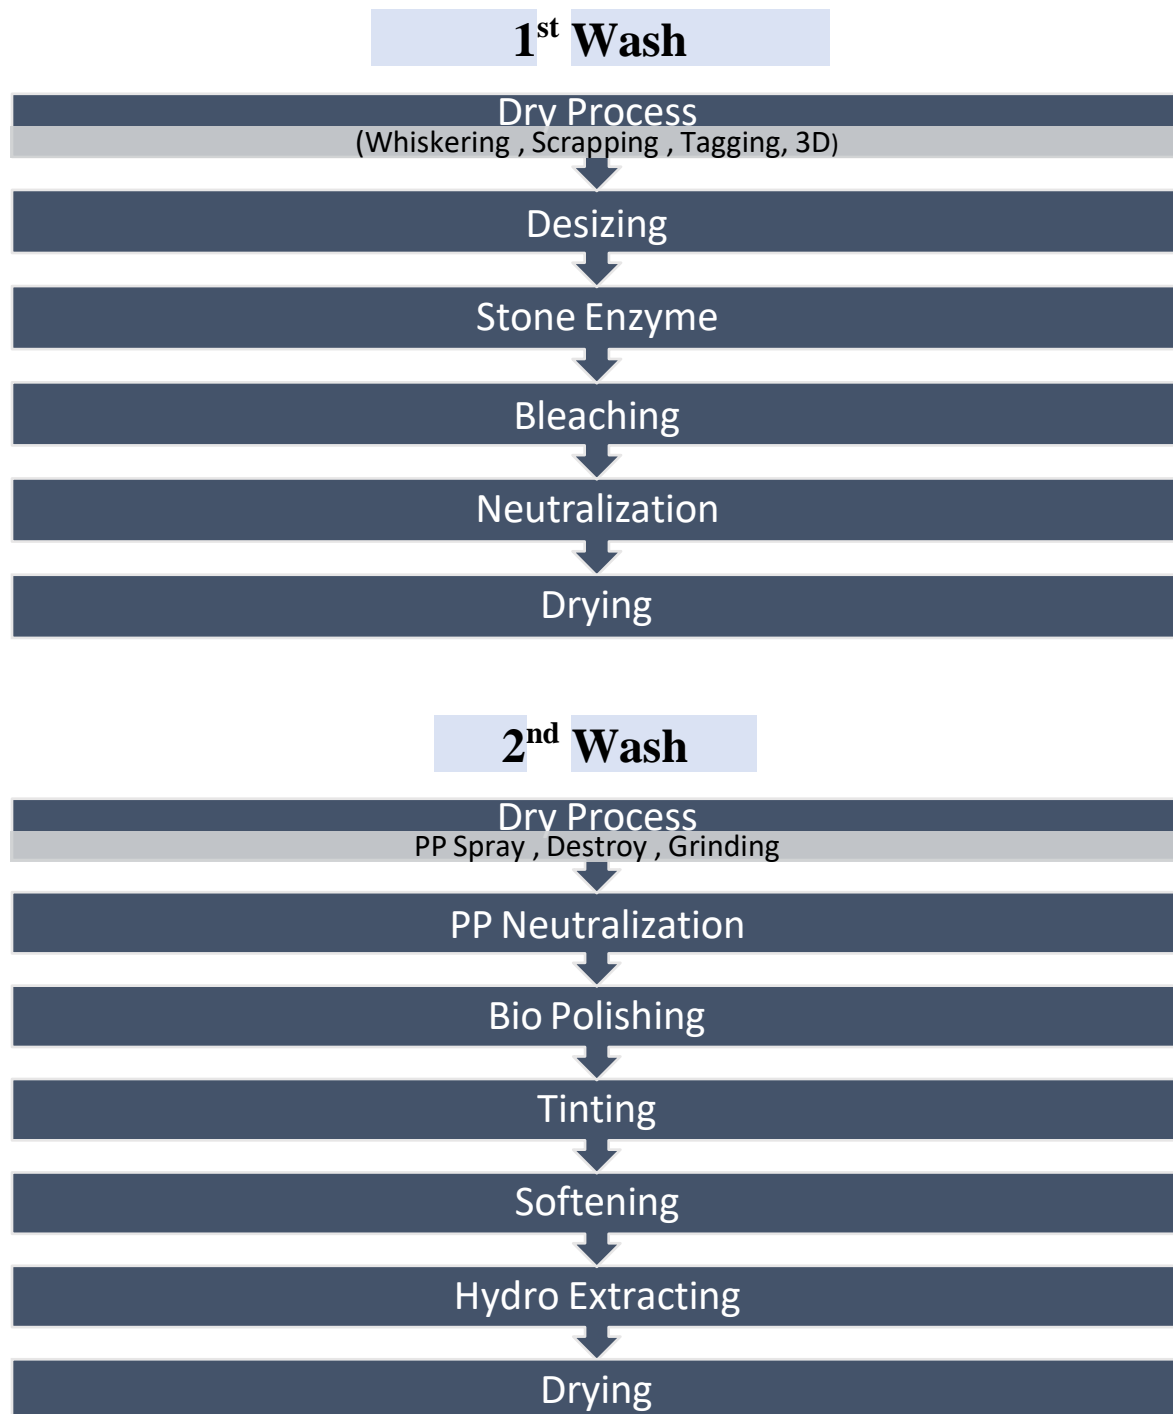 1st Wash
Dry Process
(Whiskering , Scrapping , Tagging, 3D)
Desizing
Stone Enzyme
Bleaching
Neutralization
Drying
2nd Wash
Dry Process
PP Spray , Destroy , Grinding
PP Neutralization
Bio Polishing
Tinting
Softening
Hydro Extracting
Drying